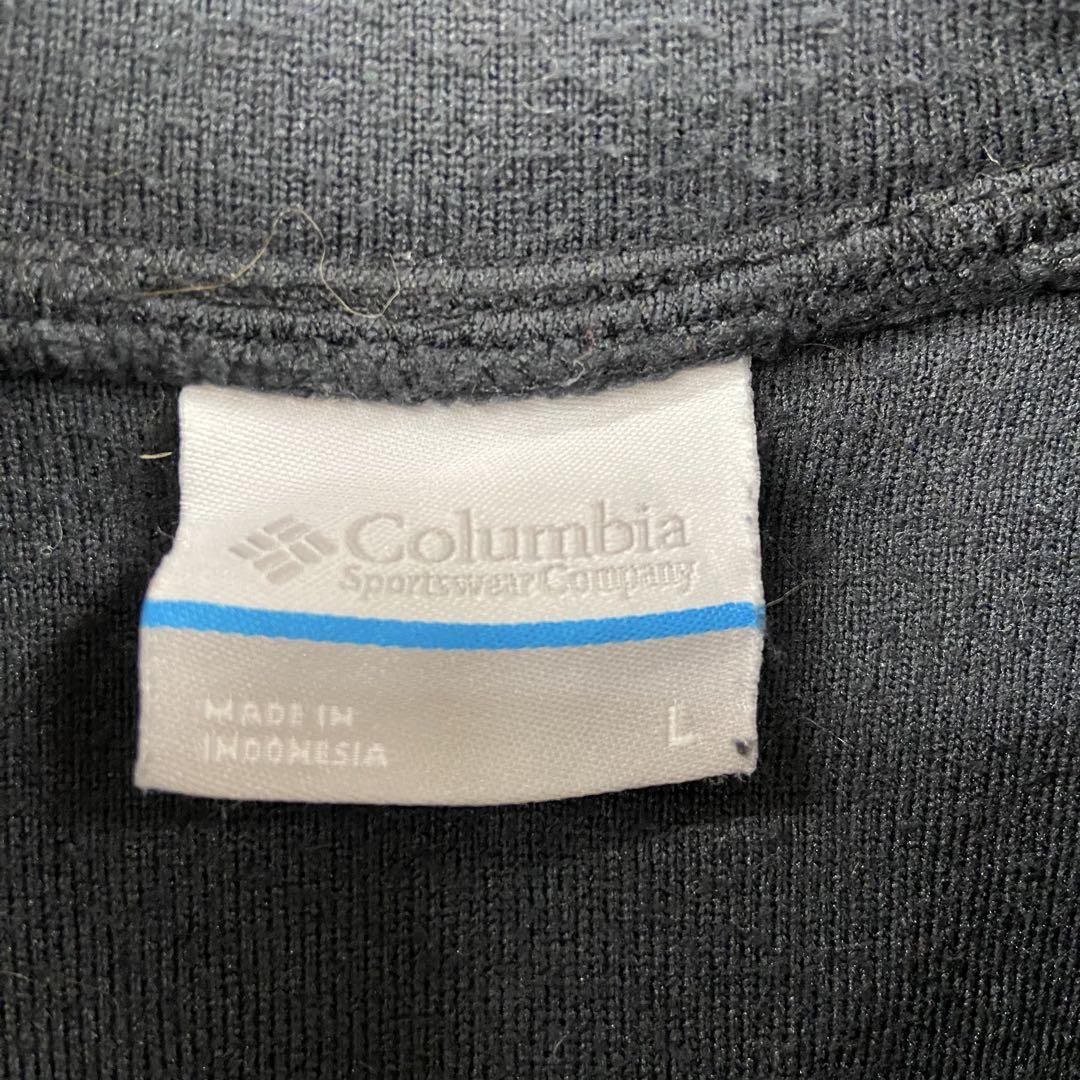 Columbia
Sportswear Company
MADE IN
INDONESIA
L